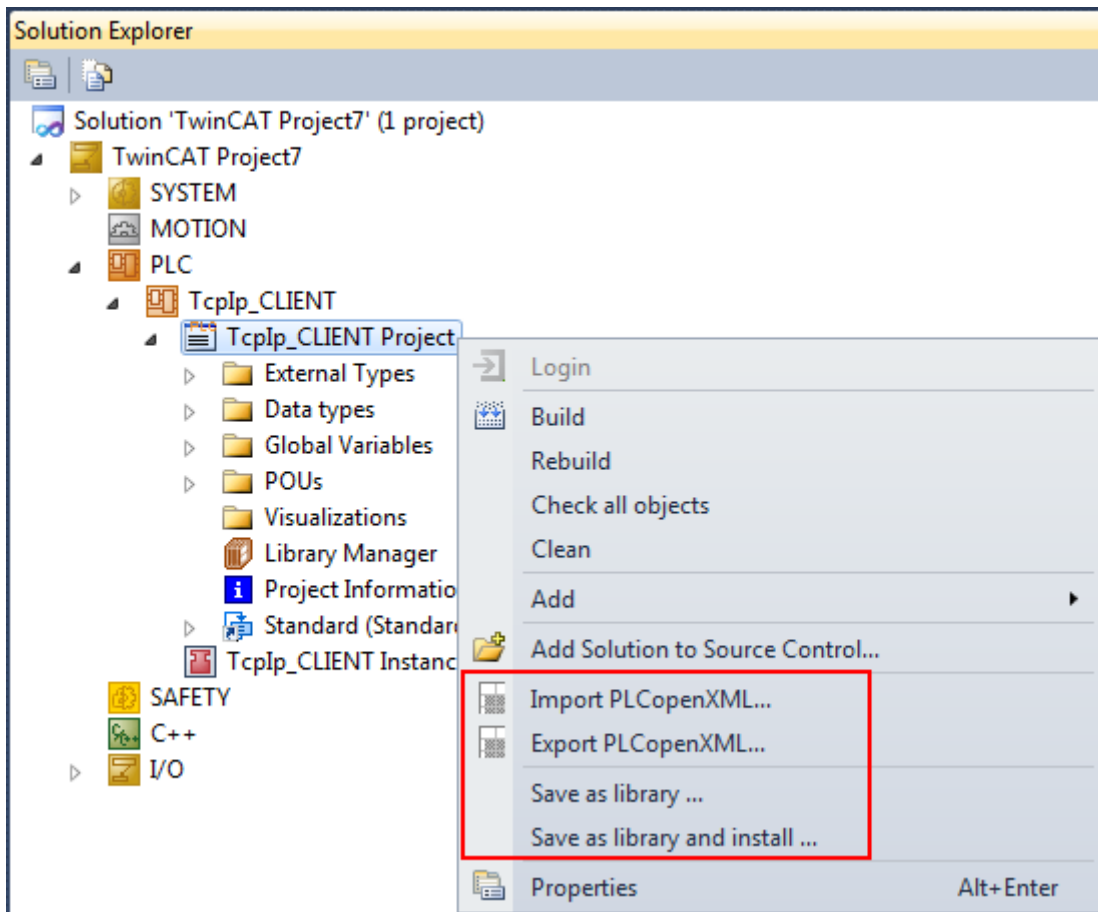 Solution Explorer
Solution 'TwinCAT Project7' (1 project)
TwinCAT Project7
SYSTEM
MOTION
PLC
TcpIp_CLIENT
TcpIp_CLIENT Project
External Types
Data types
Global Variables
POUs
Visualizations
Library Manager
Project Informatio
Standard (Standar
TcpIp_CLIENT Instanc
SAFETY
C++
I/O
Login
Build
Rebuild
Check all objects
Clean
Add
Add Solution to Source Control...
Import PLCopenXML...
Export PLCopenXML...
Save as library ...
Save as library and install ...
Properties Alt+Enter